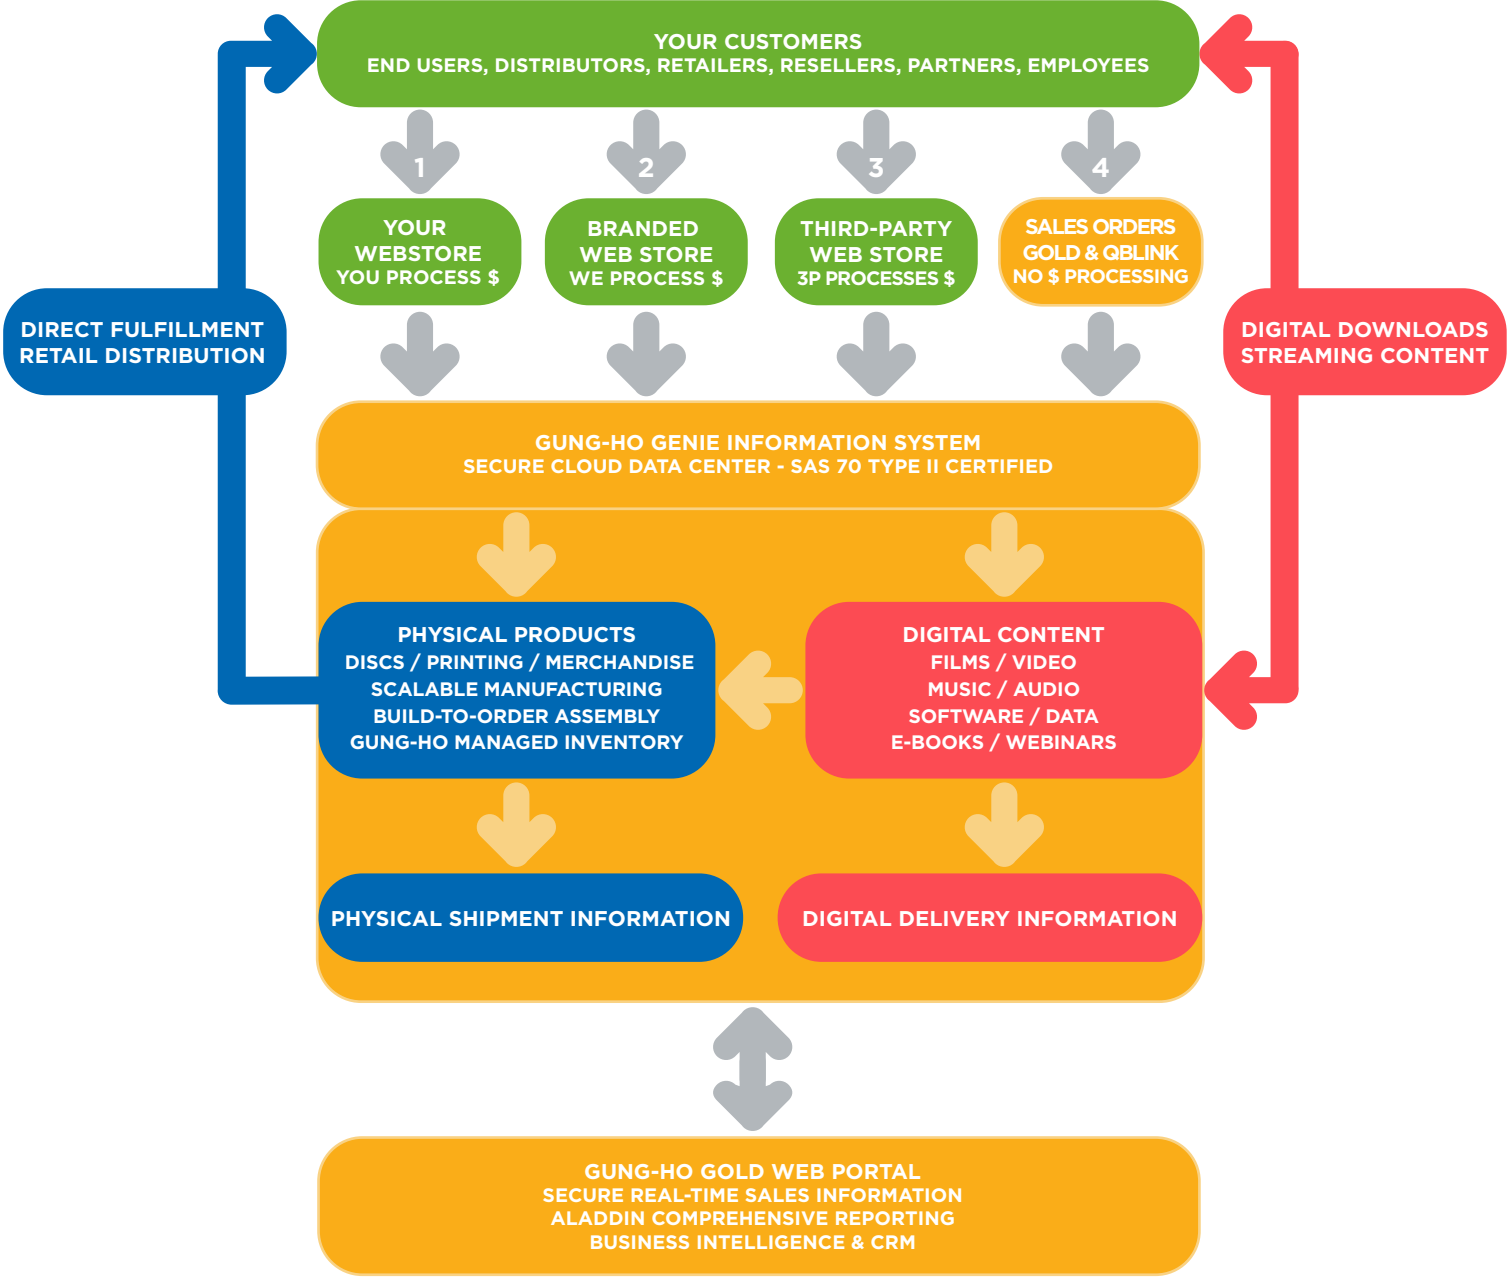 YOUR CUSTOMERS
END USERS, DISTRIBUTORS, RETAILERS, RESELLERS, PARTNERS, EMPLOYEES
1
2
3
4
YOUR
WEBSTORE
YOU PROCESS $
BRANDED
WEB STORE
WE PROCESS $
THIRD-PARTY
WEB STORE
3P PROCESSES $
SALES ORDERS
GOLD & QBLINK
NO $ PROCESSING
DIRECT FULFILLMENT
RETAIL DISTRIBUTION
DIGITAL DOWNLOADS
STREAMING CONTENT
GUNG-HO GENIE INFORMATION SYSTEM
SECURE CLOUD DATA CENTER - SAS 70 TYPE II CERTIFIED
PHYSICAL PRODUCTS
DISCS / PRINTING / MERCHANDISE
SCALABLE MANUFACTURING
BUILD-TO-ORDER ASSEMBLY
GUNG-HO MANAGED INVENTORY
DIGITAL CONTENT
FILMS / VIDEO
MUSIC / AUDIO
SOFTWARE / DATA
E-BOOKS / WEBINARS
PHYSICAL SHIPMENT INFORMATION
DIGITAL DELIVERY INFORMATION
GUNG-HO GOLD WEB PORTAL
SECURE REAL-TIME SALES INFORMATION
ALADDIN COMPREHENSIVE REPORTING
BUSINESS INTELLIGENCE & CRM